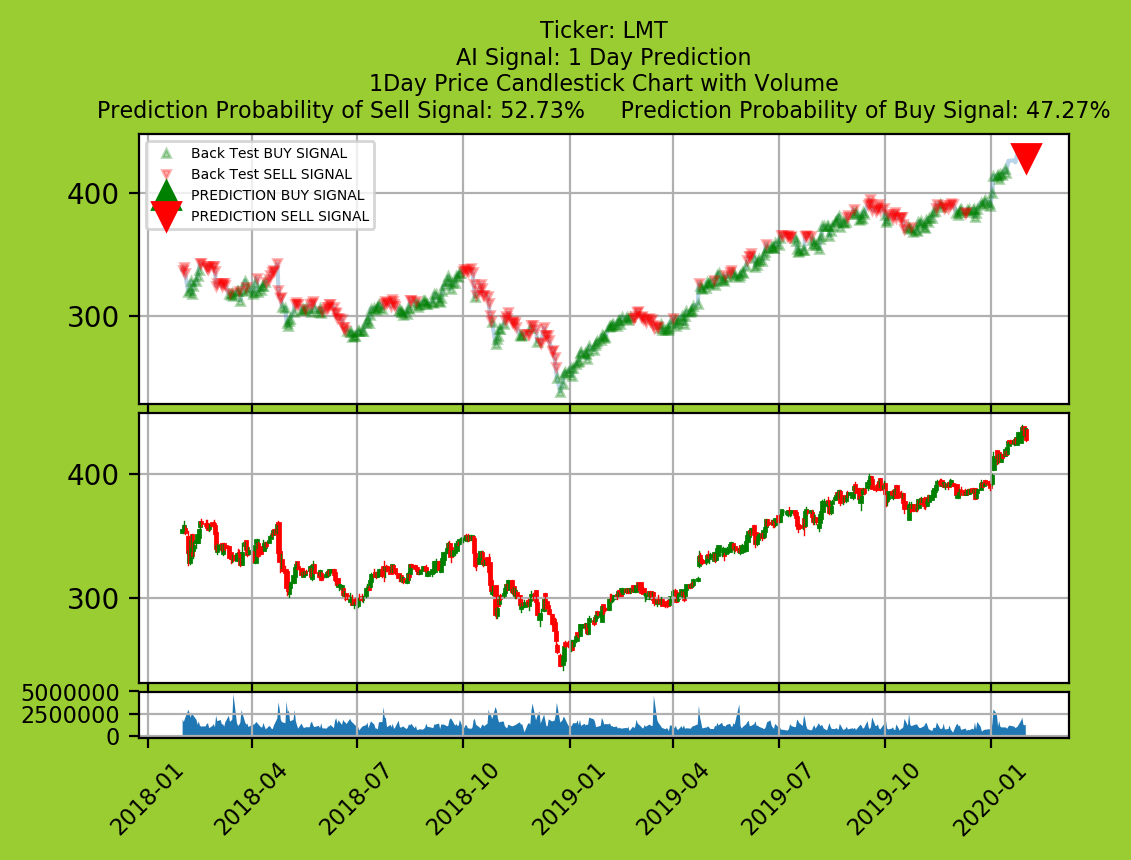 Ticker: LMT
AI Signal: 1 Day Prediction
1Day Price Candlestick Chart with Volume
Prediction Probability of Sell Signal: 52.73% Prediction Probability of Buy Signal: 47.27%
Back Test BUY SIGNAL
Back Test SELL SIGNAL
PREDICTION BUY SIGNAL
PREDICTION SELL SIGNAL
400
300
400
300
5000000
2500000
0
2018-01
2018-04
2018-07
2018-10
2019-01
2019-04
2019-07
2019-10
2020-01